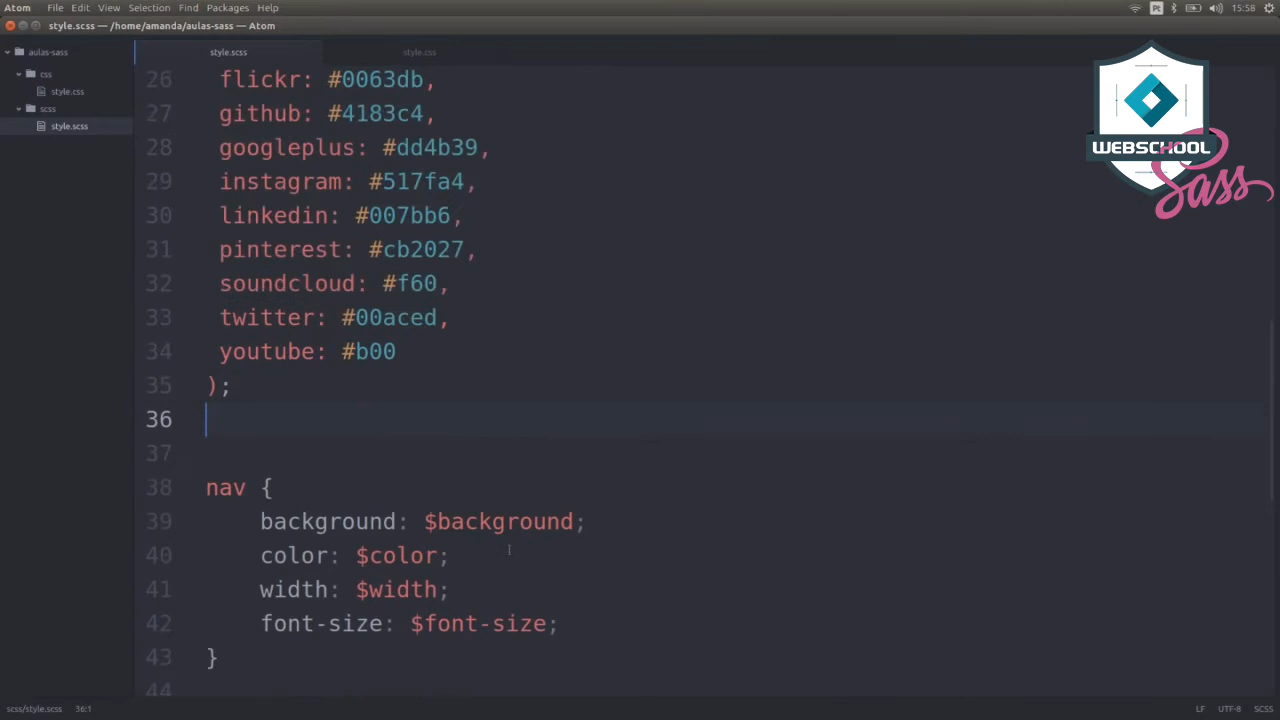 Atom File Edit View Selection Find Packages Help Pt 15:58
style.scss — /home/amanda/aulas-sass — Atom
aulas-sass
css
style.css
scss
style.scss
style.scss style.css
26 flickr: #0063db,
27 github: #4183c4,
28 googleplus: #dd4b39,
29 instagram: #517fa4,
30 linkedin: #007bb6,
31 pinterest: #cb2027,
32 soundcloud: #f60,
33 twitter: #00aced,
34 youtube: #b00
35 );
36
37
38 nav {
39 background: $background;
40 color: $color;
41 width: $width;
42 font-size: $font-size;
43 }
44
WEBSCHOOL
Sass
scss/style.scss 36:1 LF UTF-8 SCSS